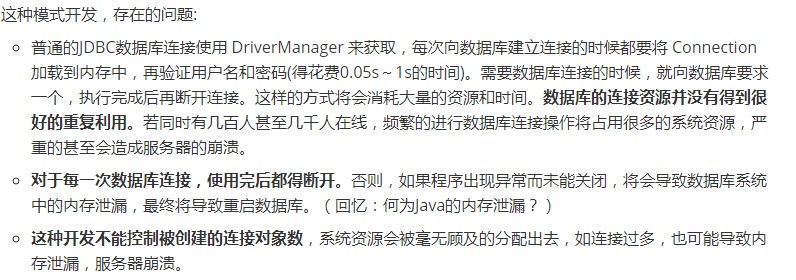 这种模式开发，存在的问题:
普通的JDBC数据库连接使用 DriverManager 来获取，每次向数据库建立连接的时候都要将 Connection
加载到内存中，再验证用户名和密码(得花费0.05s～1s的时间)。需要数据库连接的时候，就向数据库要求
一个，执行完成后再断开连接。这样的方式将会消耗大量的资源和时间。数据库的连接资源并没有得到很
好的重复利用。若同时有几百人甚至几千人在线，频繁的进行数据库连接操作将占用很多的系统资源，严
重的甚至会造成服务器的崩溃。
对于每一次数据库连接，使用完后都得断开。否则，如果程序出现异常而未能关闭，将会导致数据库系统
中的内存泄漏，最终将导致重启数据库。（回忆：何为Java的内存泄漏？）
这种开发不能控制被创建的连接对象数，系统资源会被毫无顾及的分配出去，如连接过多，也可能导致内
存泄漏，服务器崩溃。